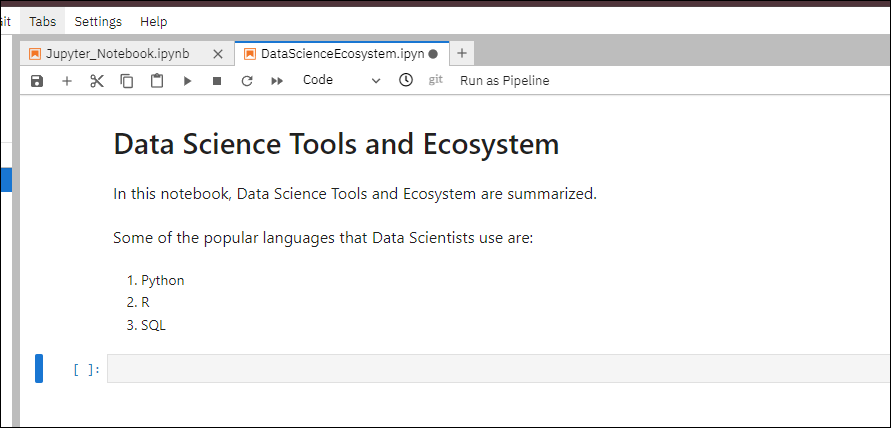 Git Tabs Settings Help
Jupyter_Notebook.ipynb DataScienceEcosystem.ipyn
Code git Run as Pipeline
Data Science Tools and Ecosystem
In this notebook, Data Science Tools and Ecosystem are summarized.
Some of the popular languages that Data Scientists use are:
1. Python
2. R
3. SQL
[ ]: